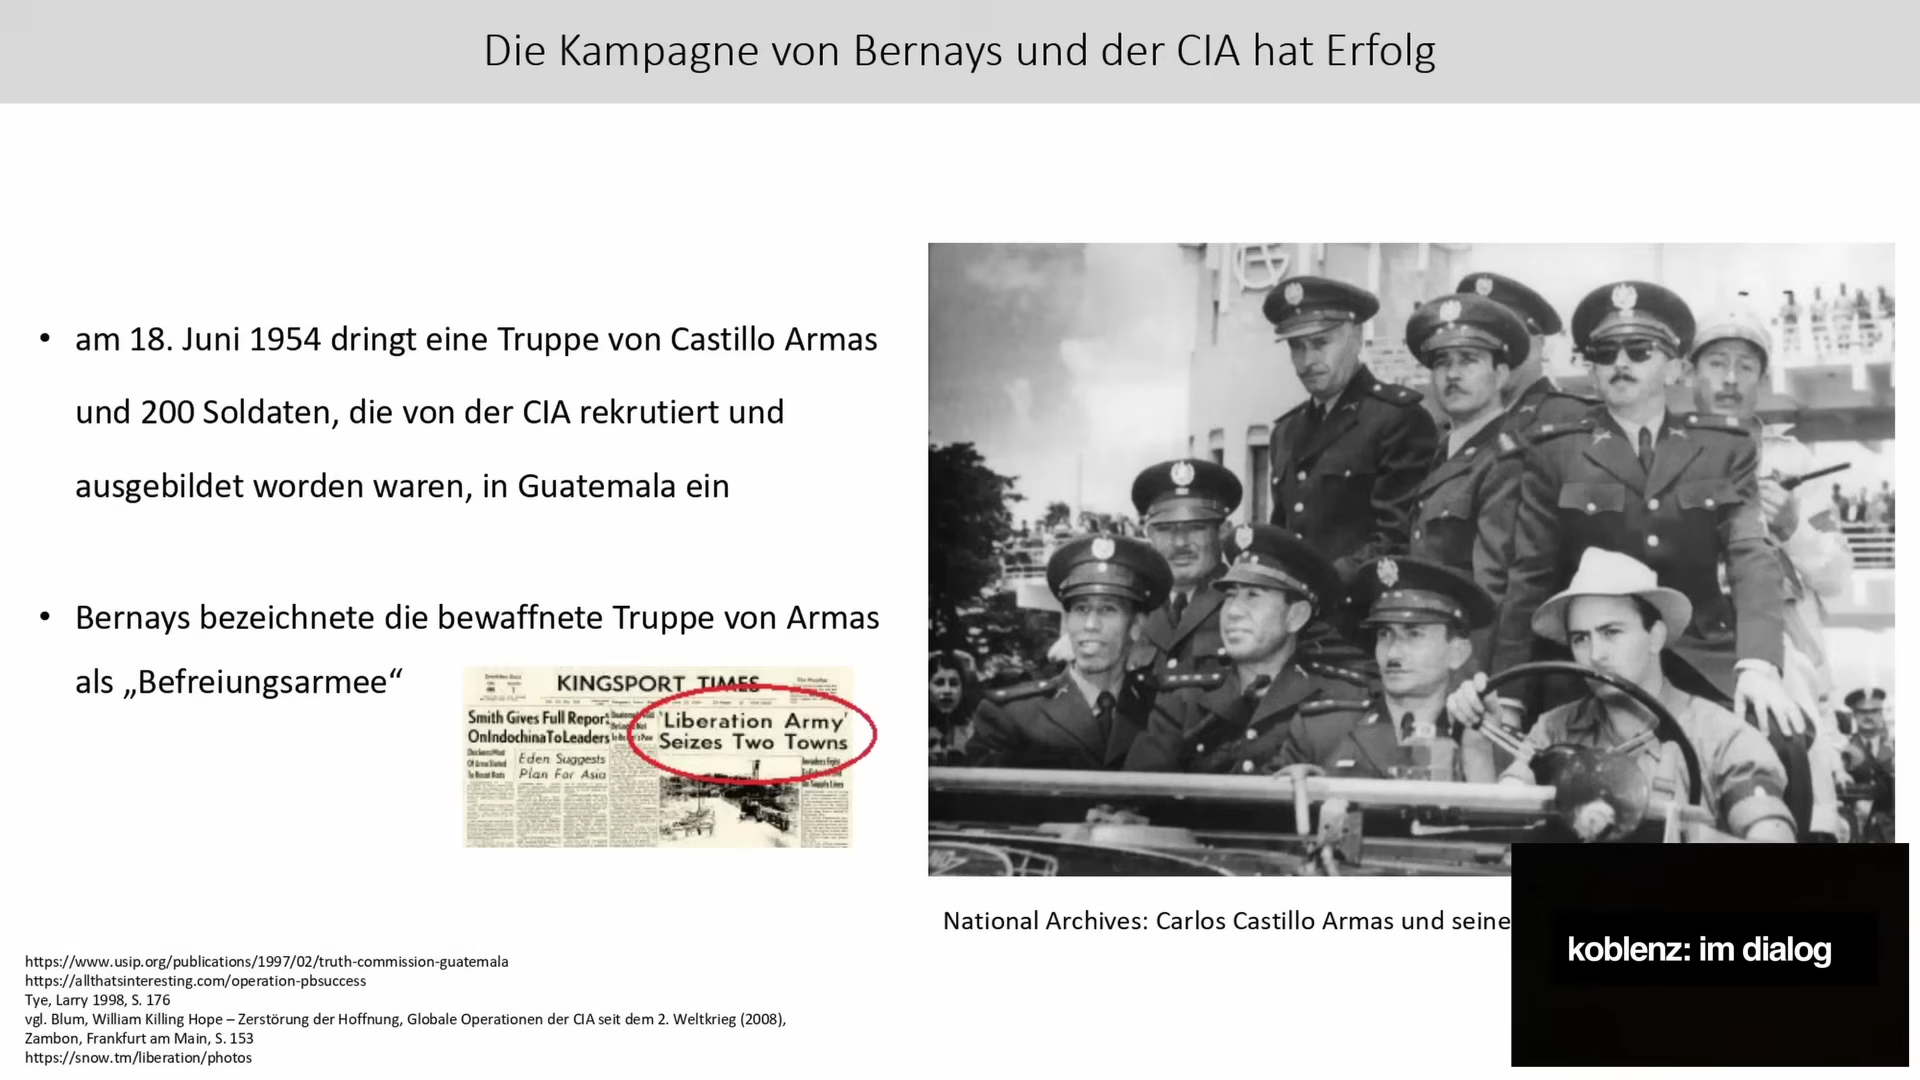 Die Kampagne von Bernays und der CIA hat Erfolg
• am 18. Juni 1954 dringt eine Truppe von Castillo Armas
und 200 Soldaten, die von der CIA rekrutiert und
ausgebildet worden waren, in Guatemala ein
• Bernays bezeichnete die bewaffnete Truppe von Armas
als „Befreiungsarmee“
KINGSPORT TIMES
Smith Gives Full Report
On Indochina To Leaders
Eden Suggests
Plan For Asia
'Liberation Army'
Seizes Two Towns
National Archives: Carlos Castillo Armas und seine
koblenz: im dialog
https://www.usip.org/publications/1997/02/truth-commission-guatemala
https://allthatsinteresting.com/operation-pbsuccess
Tye, Larry 1998, S. 176
vgl. Blum, William Killing Hope – Zerstörung der Hoffnung, Globale Operationen der CIA seit dem 2. Weltkrieg (2008),
Zambon, Frankfurt am Main, S. 153
https://snow.tm/liberation/photos